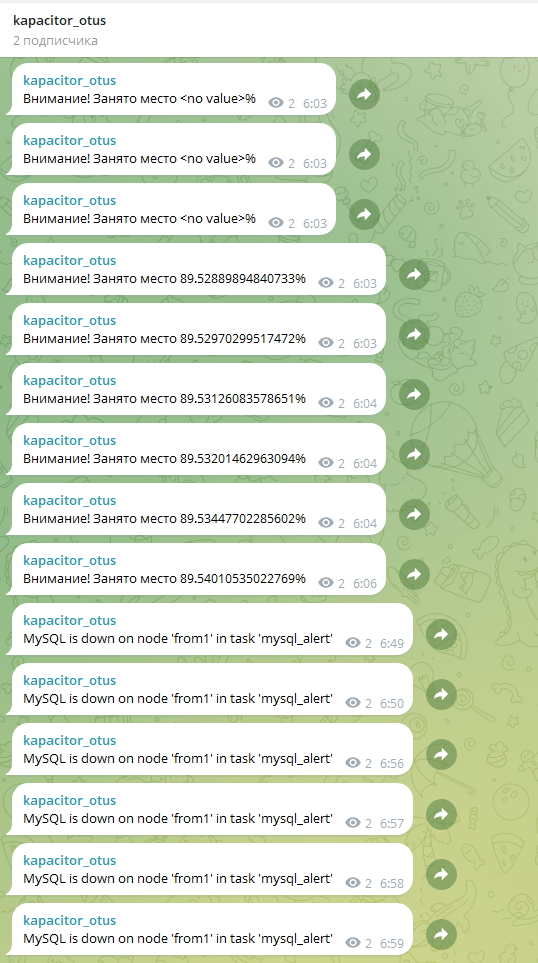 kapacitor_otus
2 подписчика
kapacitor_otus
Внимание! Занято место <no value>% 2 6:03
kapacitor_otus
Внимание! Занято место <no value>% 2 6:03
kapacitor_otus
Внимание! Занято место <no value>% 2 6:03
kapacitor_otus
Внимание! Занято место 89.52889894840733% 2 6:03
kapacitor_otus
Внимание! Занято место 89.52970299517472% 2 6:03
kapacitor_otus
Внимание! Занято место 89.53126083578651% 2 6:04
kapacitor_otus
Внимание! Занято место 89.53201462963094% 2 6:04
kapacitor_otus
Внимание! Занято место 89.53447702285602% 2 6:04
kapacitor_otus
Внимание! Занято место 89.54010535022769% 2 6:06
kapacitor_otus
MySQL is down on node 'from1' in task 'mysql_alert' 2 6:49
kapacitor_otus
MySQL is down on node 'from1' in task 'mysql_alert' 2 6:50
kapacitor_otus
MySQL is down on node 'from1' in task 'mysql_alert' 2 6:56
kapacitor_otus
MySQL is down on node 'from1' in task 'mysql_alert' 2 6:57
kapacitor_otus
MySQL is down on node 'from1' in task 'mysql_alert' 2 6:58
kapacitor_otus
MySQL is down on node 'from1' in task 'mysql_alert' 2 6:59